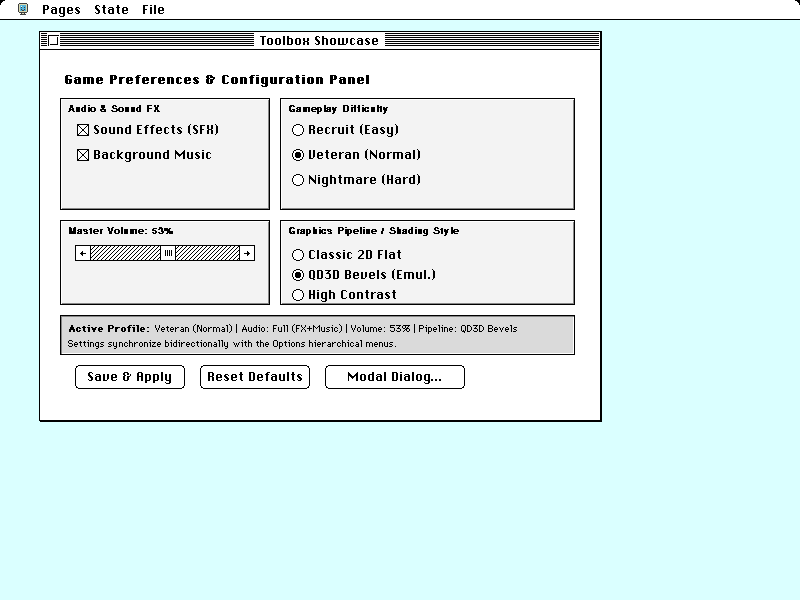 Pages State File
Toolbox Showcase
Game Preferences & Configuration Panel
Audio & Sound FX
Sound Effects (SFX)
Background Music
Gameplay Difficulty
Recruit (Easy)
Veteran (Normal)
Nightmare (Hard)
Master Volume: 53%
Graphics Pipeline / Shading Style
Classic 2D Flat
QD3D Bevels (Emul.)
High Contrast
Active Profile: Veteran (Normal) | Audio: Full (FX+Music) | Volume: 53% | Pipeline: QD3D Bevels
Settings synchronize bidirectionally with the Options hierarchical menus.
Save & Apply Reset Defaults Modal Dialog...